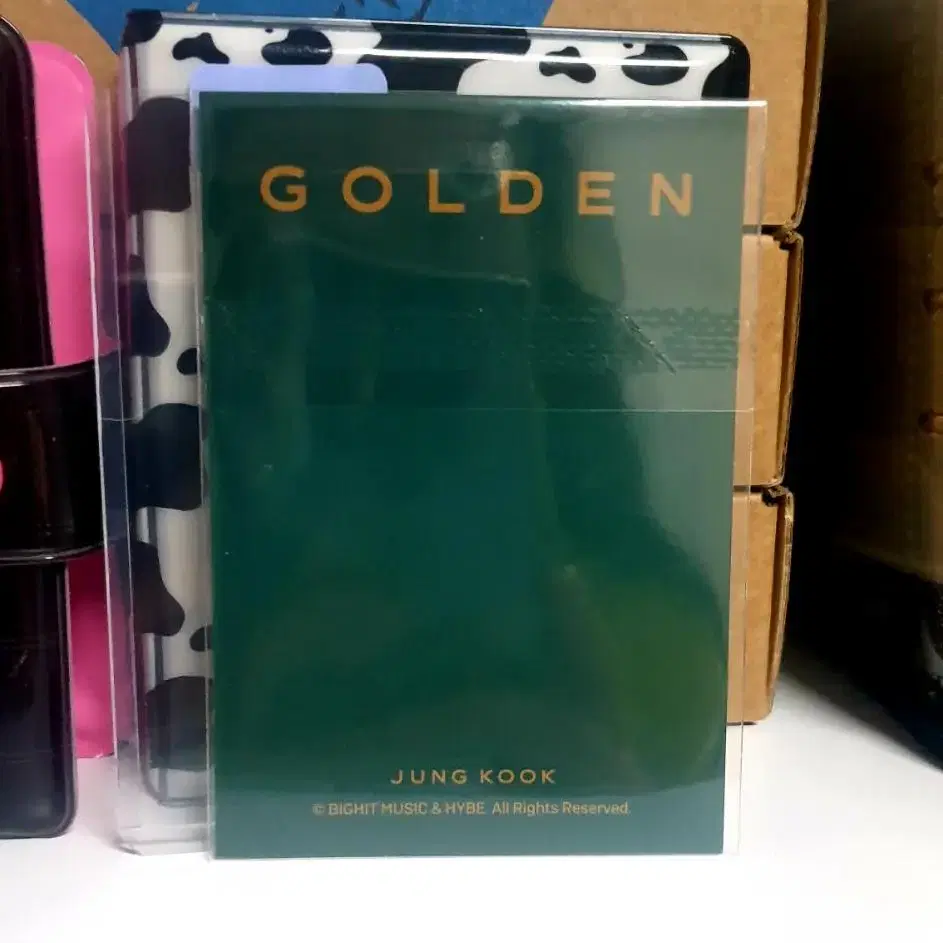 GOLDEN
JUNG KOOK
© BIGHIT MUSIC & HYBE. All Rights Reserved.